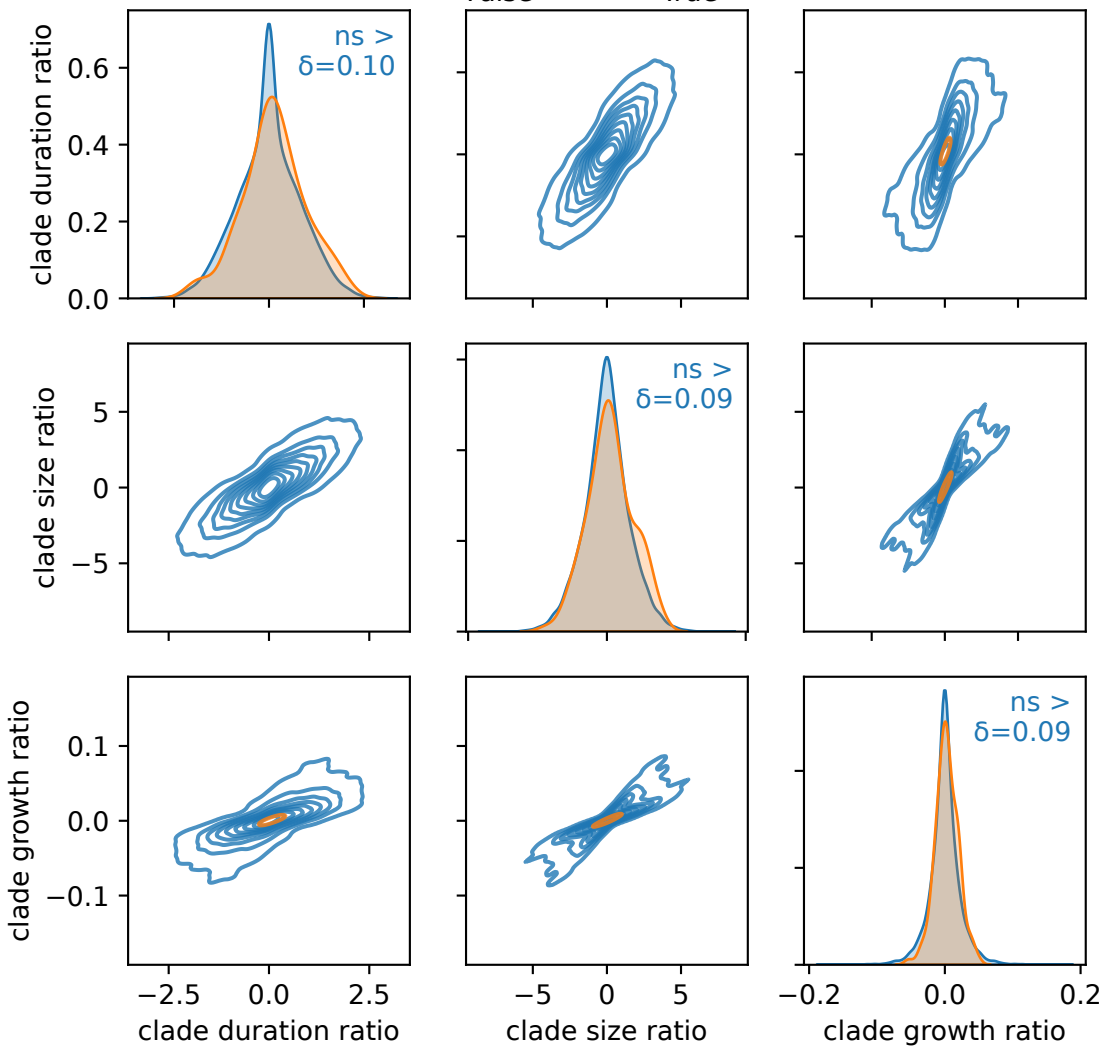 ns >
δ=0.10
clade duration ratio
0.6
0.4
0.2
0.0
ns >
δ=0.09
clade size ratio
5
0
−5
ns >
δ=0.09
clade growth ratio
0.1
0.0
−0.1
−2.5 0.0 2.5 −5 0 5 −0.2 0.0 0.2
clade duration ratio clade size ratio clade growth ratio